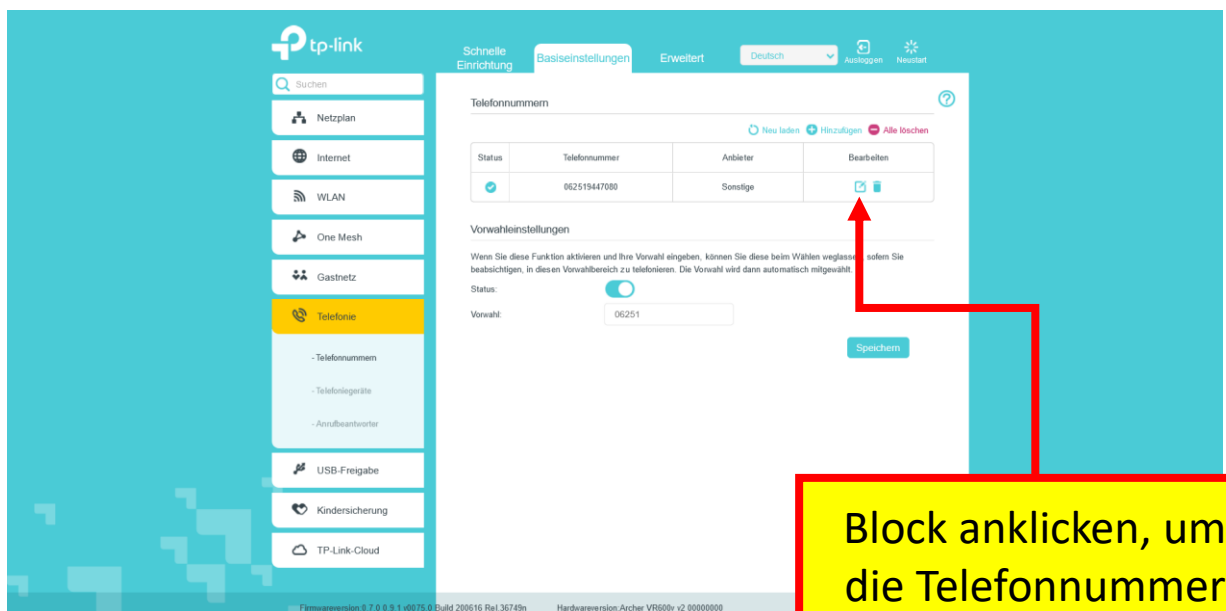 tp-link
Schnelle
Einrichtung
Basiseinstellungen
Erweitert
Deutsch
Ausloggen
Neustart
Suchen
Netzplan
Internet
WLAN
One Mesh
Gastnetz
Telefonie
- Telefonnummern
- Telefoniegeräte
- Anrufbeantworter
USB-Freigabe
Kindersicherung
TP-Link-Cloud
Telefonnummern
Neu laden Hinzufügen Alle löschen
Status Telefonnummer Anbieter Bearbeiten
062519447080 Sonstige
Vorwahleinstellungen
Wenn Sie diese Funktion aktivieren und Ihre Vorwahl eingeben, können Sie diese beim Wählen weglassen, sofern Sie
beabsichtigen, in diesen Vorwahlbereich zu telefonieren. Die Vorwahl wird dann automatisch mitgewählt.
Status:
Vorwahl: 06251
Speichern
Block anklicken, um
die Telefonnummer
Firmwareversion:0.7.0 0.9.1 v0075.0 Build 200616 Rel.36749n Hardwareversion:Archer VR600v v2 00000000